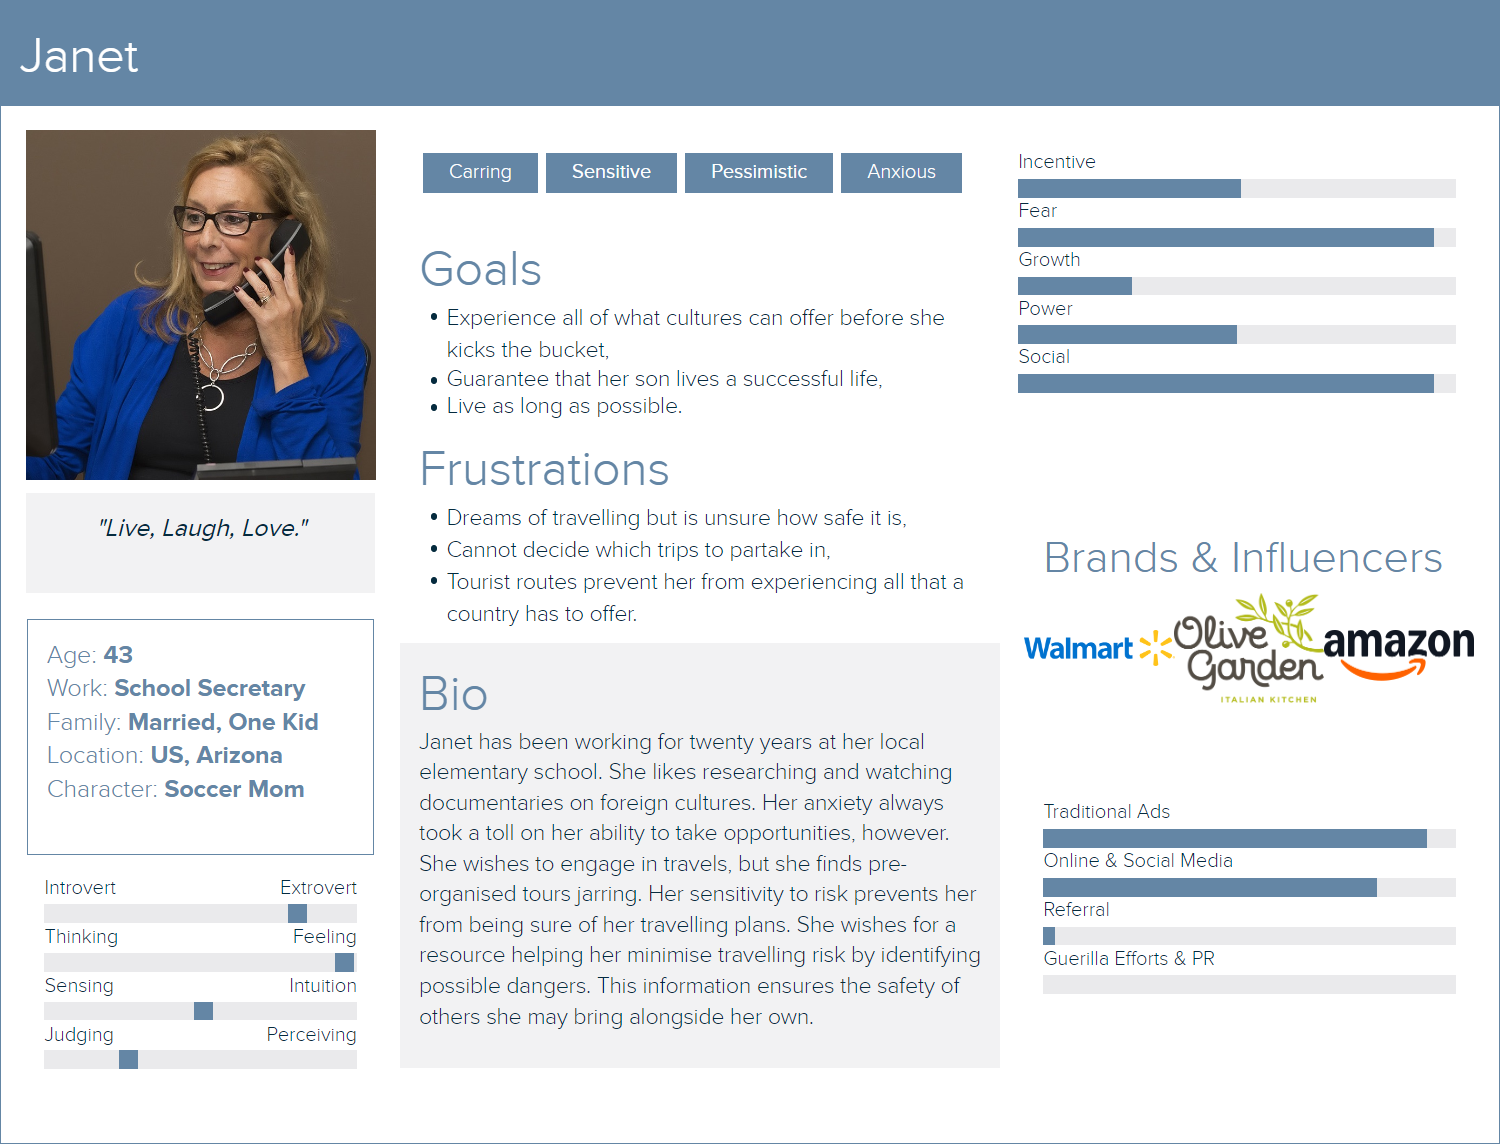 Janet
"Live, Laugh, Love."
Age: 43
Work: School Secretary
Family: Married, One Kid
Location: US, Arizona
Character: Soccer Mom
Introvert Extrovert
Thinking Feeling
Sensing Intuition
Judging Perceiving
Carring Sensitive Pessimistic Anxious
Goals
• Experience all of what cultures can offer before she
kicks the bucket,
• Guarantee that her son lives a successful life,
• Live as long as possible.
Frustrations
• Dreams of travelling but is unsure how safe it is,
• Cannot decide which trips to partake in,
• Tourist routes prevent her from experiencing all that a
country has to offer.
Bio
Janet has been working for twenty years at her local
elementary school. She likes researching and watching
documentaries on foreign cultures. Her anxiety always
took a toll on her ability to take opportunities, however.
She wishes to engage in travels, but she finds pre-
organised tours jarring. Her sensitivity to risk prevents her
from being sure of her travelling plans. She wishes for a
resource helping her minimise travelling risk by identifying
possible dangers. This information ensures the safety of
others she may bring alongside her own.
Incentive
Fear
Growth
Power
Social
Brands & Influencers
Walmart
Olive
Garden
ITALIAN KITCHEN
amazon
Traditional Ads
Online & Social Media
Referral
Guerilla Efforts & PR